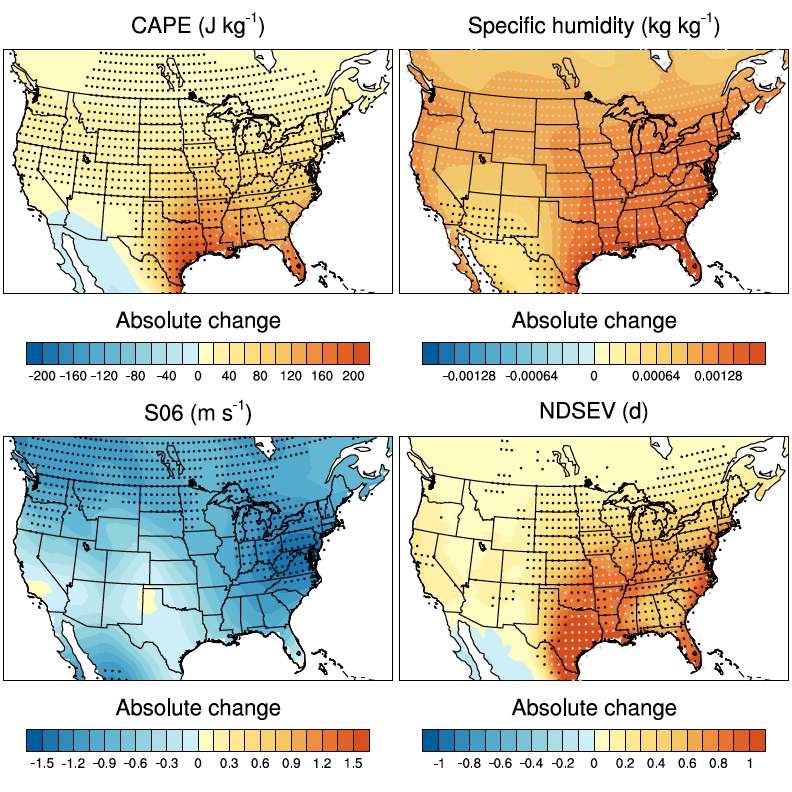 CAPE (J kg⁻¹)
Specific humidity (kg kg⁻¹)
Absolute change
Absolute change
-200 -160 -120 -80 -40 0 40 80 120 160 200
-0.00128 -0.00064 0 0.00064 0.00128
S06 (m s⁻¹)
NDSEV (d)
Absolute change
Absolute change
-1.5 -1.2 -0.9 -0.6 -0.3 0 0.3 0.6 0.9 1.2 1.5
-1 -0.8 -0.6 -0.4 -0.2 0 0.2 0.4 0.6 0.8 1